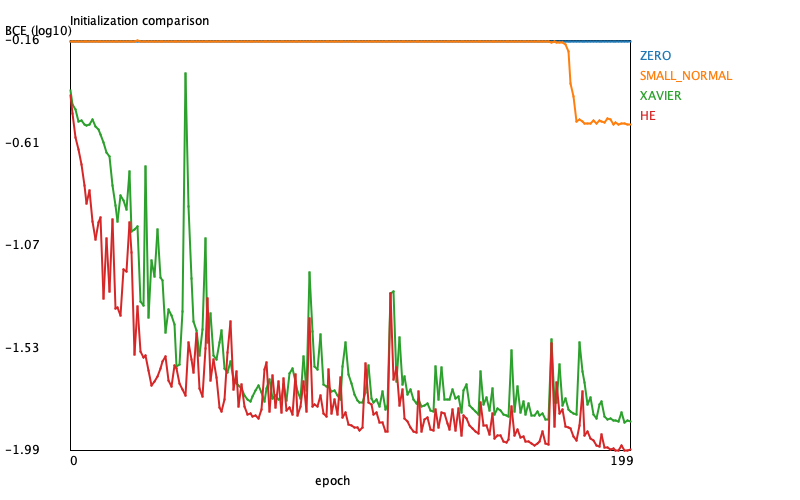 Initialization comparison
BCE (log10)
-0.16
-0.61
-1.07
-1.53
-1.99
0
199
epoch
ZERO
SMALL_NORMAL
XAVIER
HE